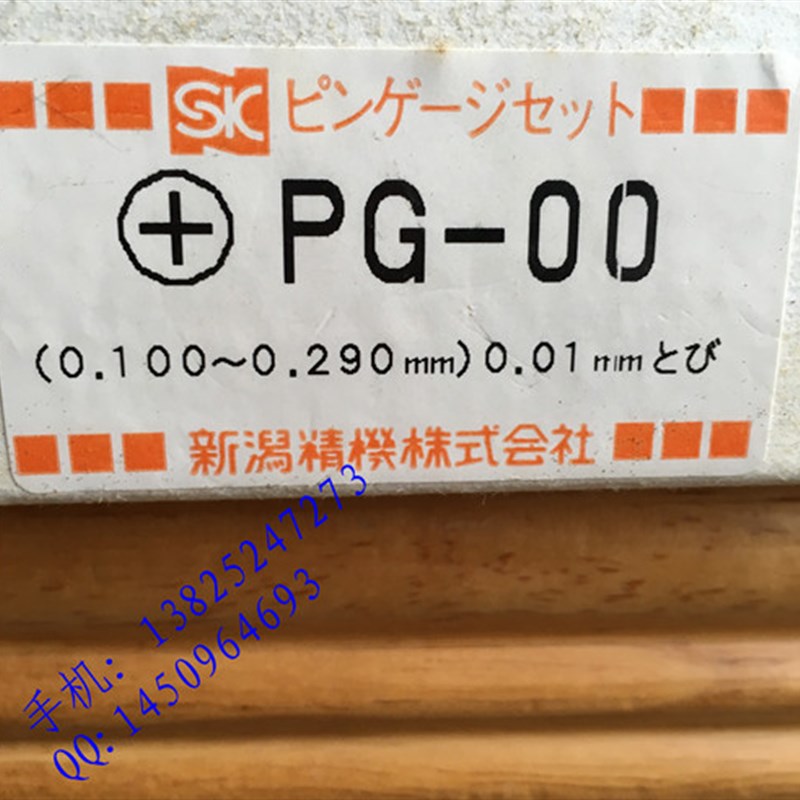 SK ピンゲージセット
⊕ PG-00
(0.100～0.290mm)0.01mmとび
新潟精機株式会社
手机: 13825247273
QQ:1450964693